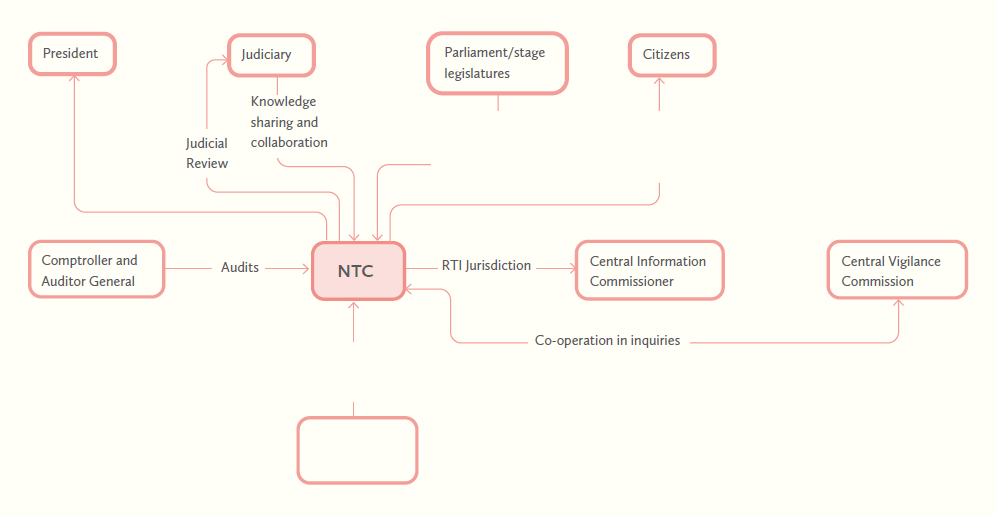 President
Judiciary
Parliament/stage
legislatures
Citizens
Knowledge
sharing and
collaboration
Judicial
Review
Comptroller and
Auditor General
Audits
NTC
RTI Jurisdiction
Central Information
Commissioner
Central Vigilance
Commission
Co-operation in inquiries